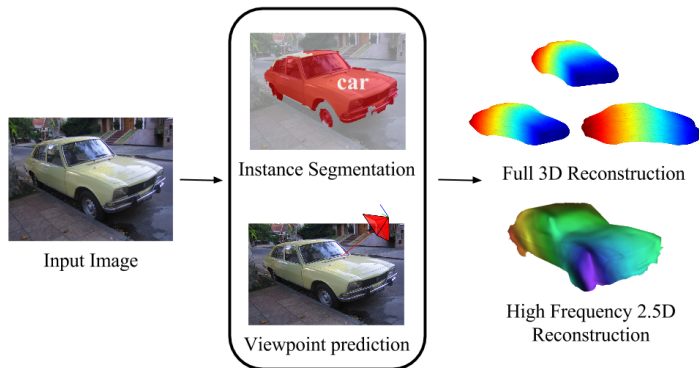 Input Image
car
Instance Segmentation
Viewpoint prediction
Full 3D Reconstruction
High Frequency 2.5D
Reconstruction